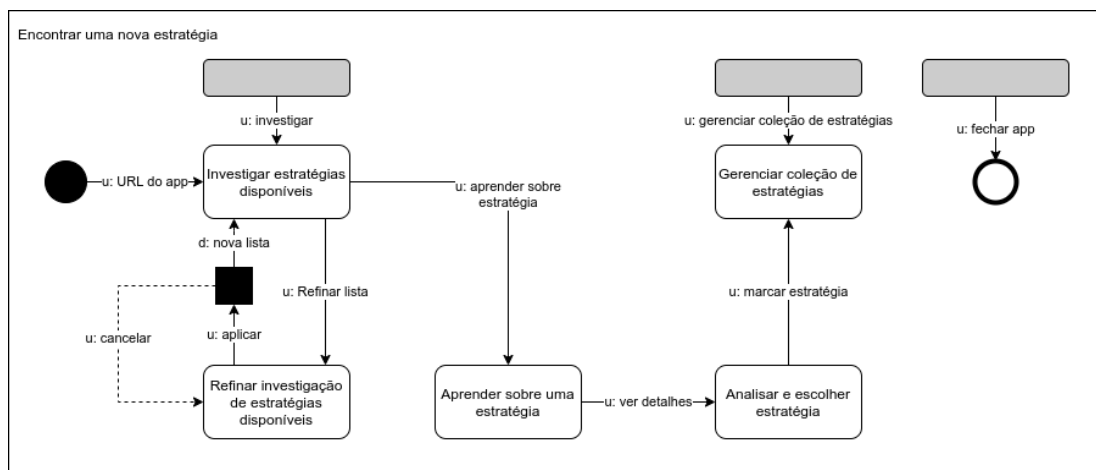 Encontrar uma nova estratégia
u: investigar
u: gerenciar coleção de estratégias
u: fechar app
u: URL do app
Investigar estratégias
disponíveis
u: aprender sobre
estratégia
Gerenciar coleção de
estratégias
d: nova lista
u: Refinar lista
u: marcar estratégia
u: cancelar
u: aplicar
Refinar investigação
de estratégias
disponíveis
Aprender sobre uma
estratégia
u: ver detalhes
Analisar e escolher
estratégia